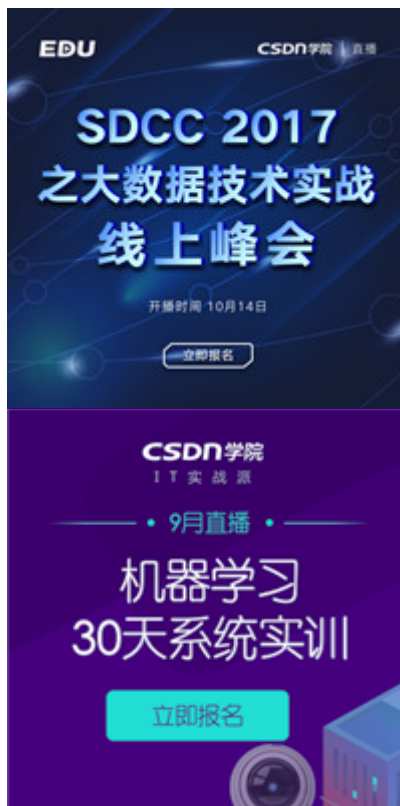 EDU
CSDN学院 | 直播
SDCC 2017
之大数据技术实战
线上峰会
开播时间 10月14日
立即报名
CSDN学院
IT实战派
• 9月直播 •
机器学习
30天系统实训
立即报名